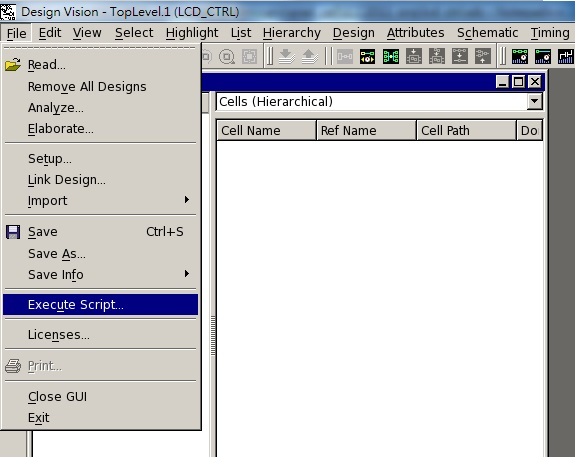 Design Vision - TopLevel.1 (LCD_CTRL)
File Edit View Select Highlight List Hierarchy Design Attributes Schematic Timing
Read...
Remove All Designs
Analyze...
Elaborate...
Setup...
Link Design...
Import
Save Ctrl+S
Save As...
Save Info
Execute Script...
Licenses...
Print...
Close GUI
Exit
Cells (Hierarchical)
Cell Name Ref Name Cell Path Do